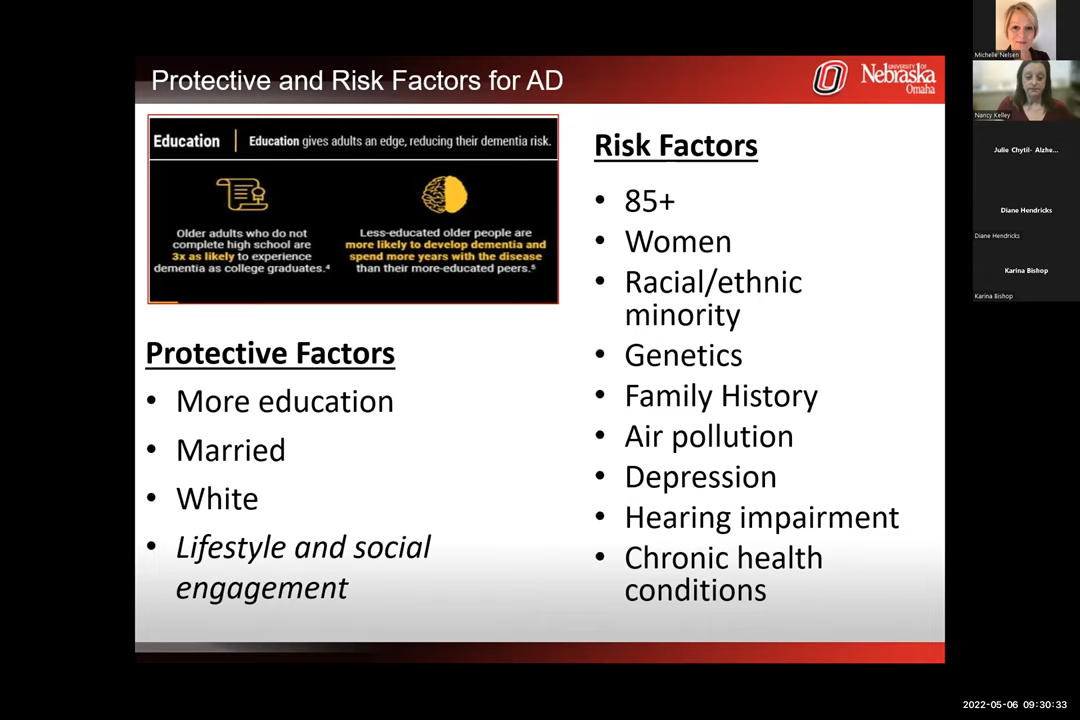 Protective and Risk Factors for AD
UNIVERSITY OF
Nebraska
Omaha
Education | Education gives adults an edge, reducing their dementia risk.
Older adults who do not
complete high school are
3x as likely to experience
dementia as college graduates.⁴
Less-educated older people are
more likely to develop dementia and
spend more years with the disease
than their more-educated peers.⁵
Protective Factors
• More education
• Married
• White
• Lifestyle and social
engagement
Risk Factors
• 85+
• Women
• Racial/ethnic
minority
• Genetics
• Family History
• Air pollution
• Depression
• Hearing impairment
• Chronic health
conditions
Michelle Nelsen
Nancy Kelley
Julie Chytil- Alzhe...
Diane Hendricks
Diane Hendricks
Karina Bishop
Karina Bishop
2022-05-06 09:30:33